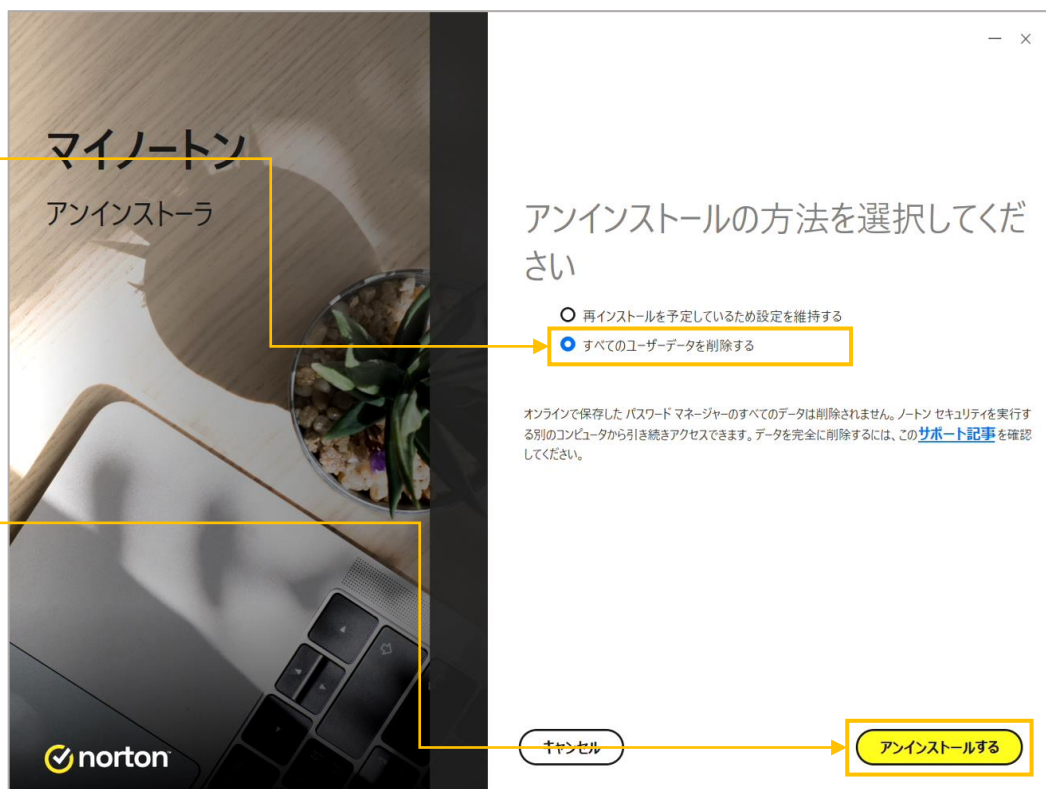 マイノートン
アンインストーラ
アンインストールの方法を選択してくだ
さい
再インストールを予定しているため設定を維持する
すべてのユーザーデータを削除する
オンラインで保存した パスワード マネージャーのすべてのデータは削除されません。ノートン セキュリティを実行す
る別のコンピュータから引き続きアクセスできます。データを完全に削除するには、このサポート記事を確認
してください。
norton
キャンセル
アンインストールする